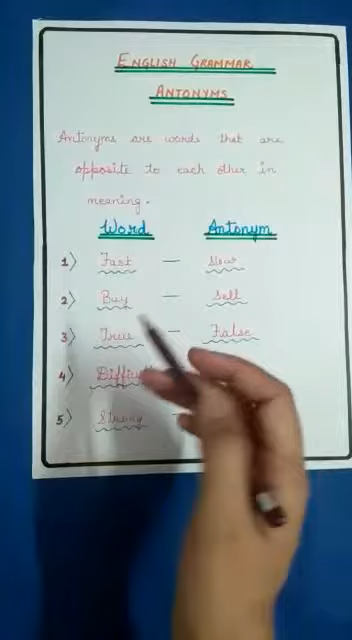 ENGLISH GRAMMAR
ANTONYMS
Antonyms are words that are
opposite to each other in
meaning.
Word Antonym
1) Fast — Slow
2) Buy — Sell
3) True — False
4) Difficult
5) Strong —